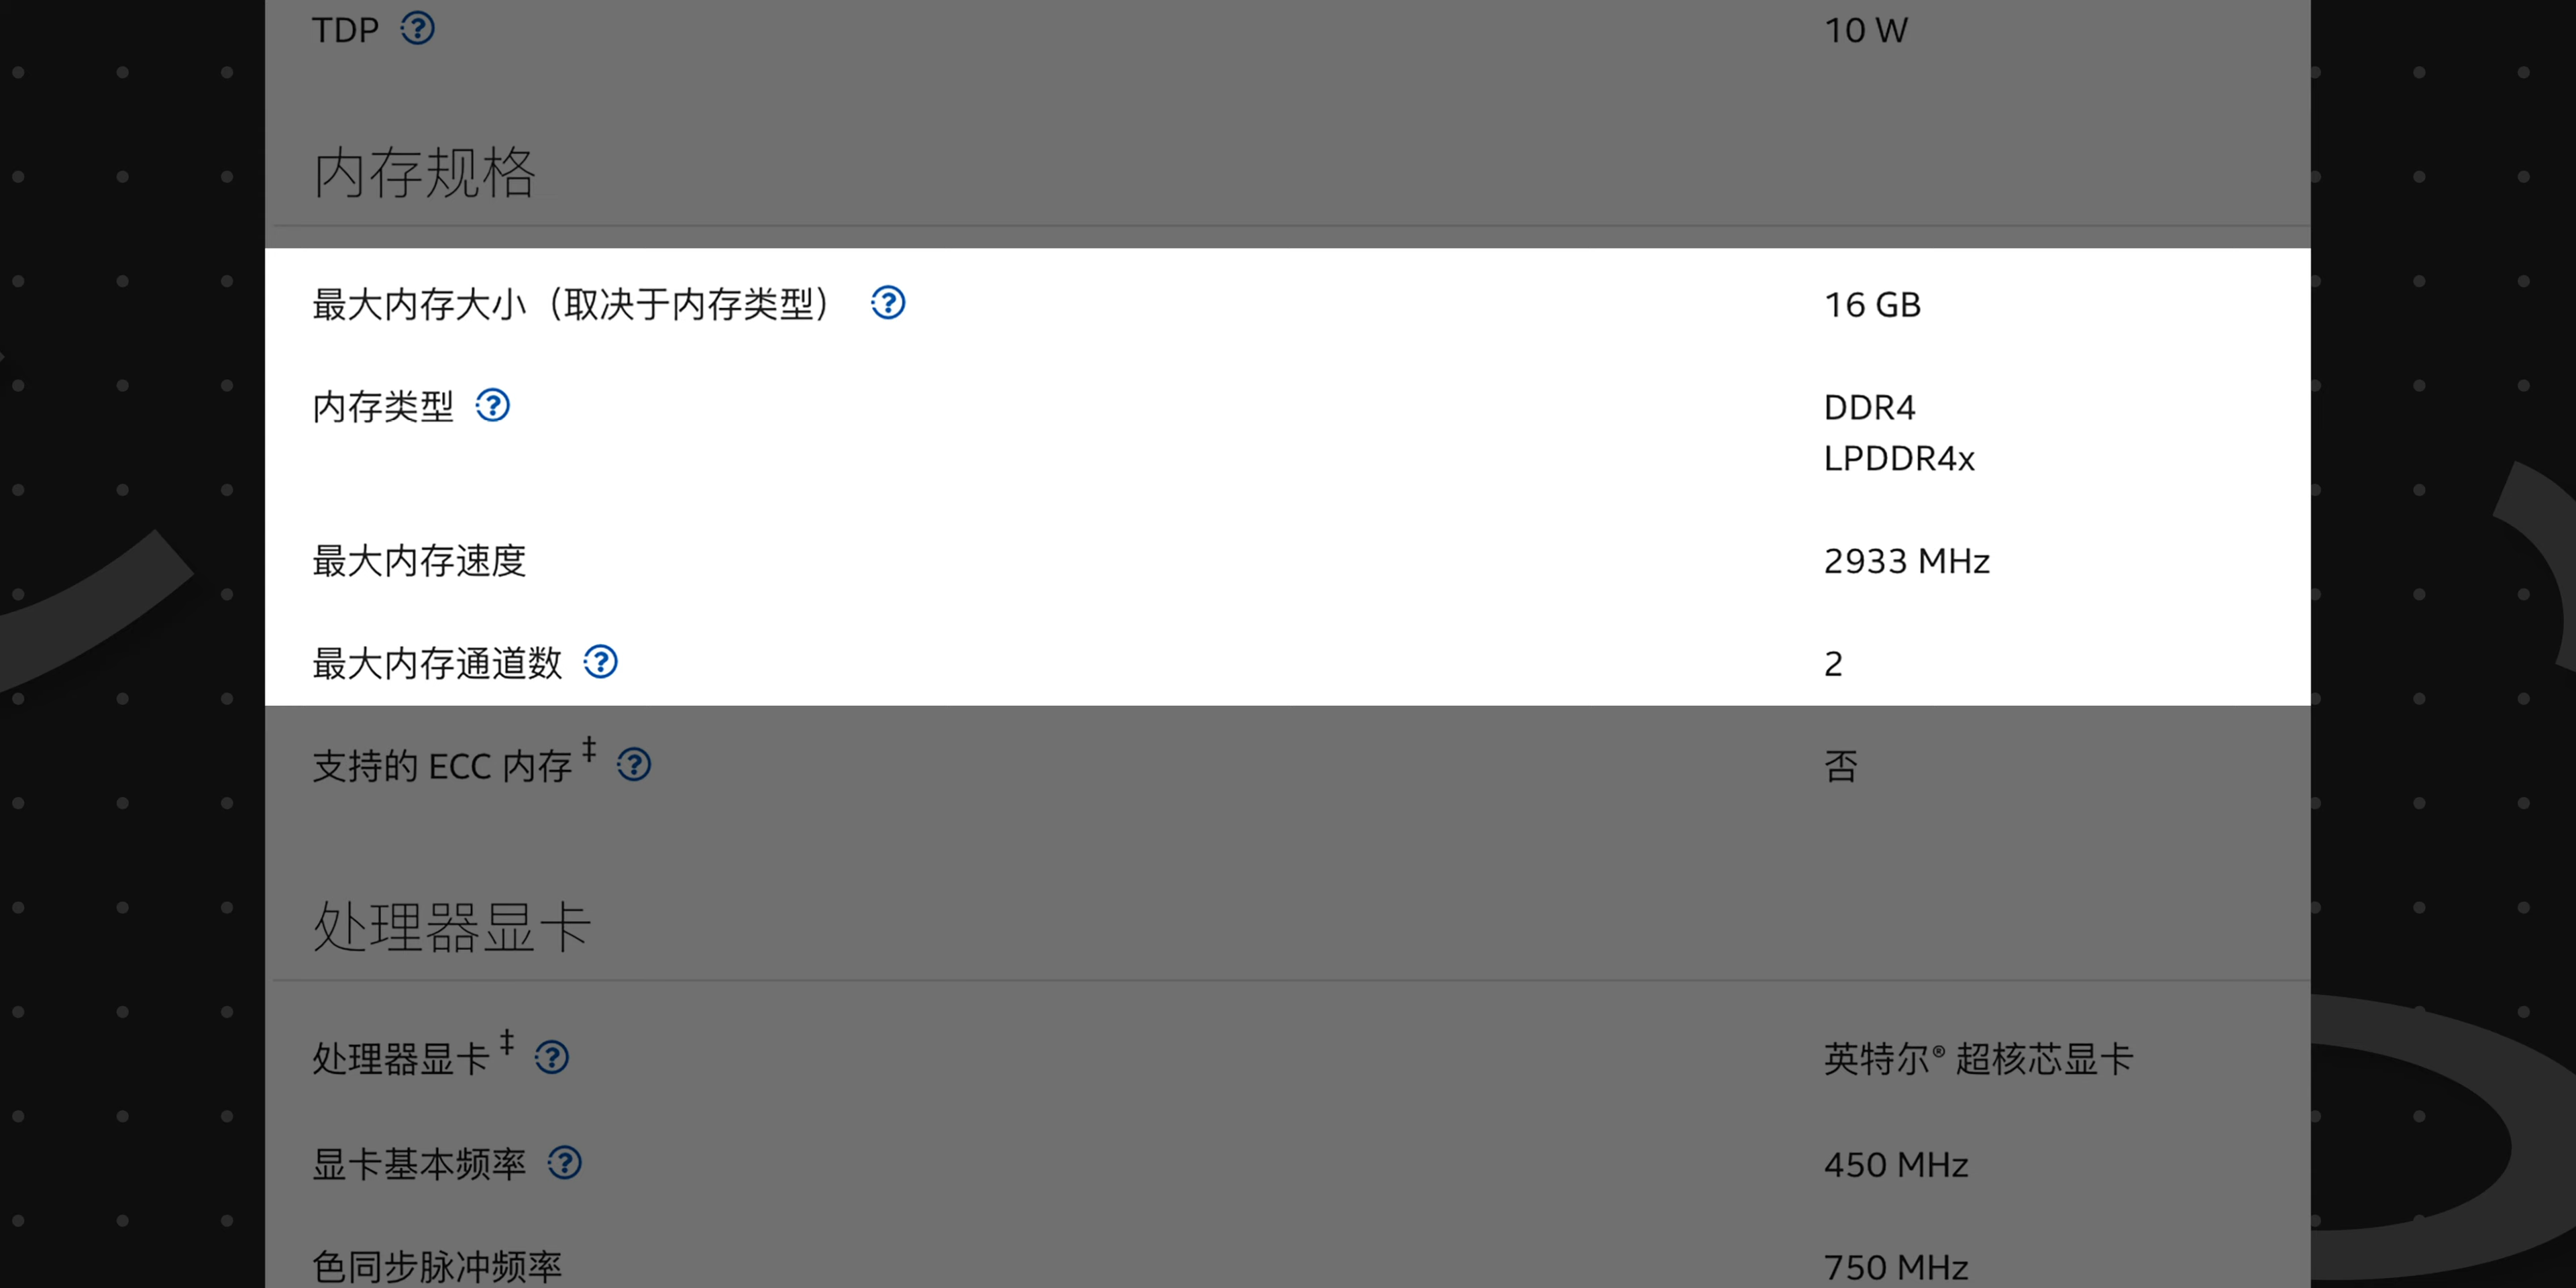 TDP 10 W
内存规格
最大内存大小（取决于内存类型） 16 GB
内存类型 DDR4
LPDDR4x
最大内存速度 2933 MHz
最大内存通道数 2
支持的 ECC 内存 ‡ 否
处理器显卡
处理器显卡 ‡ 英特尔® 超核芯显卡
显卡基本频率 450 MHz
色同步脉冲频率 750 MHz